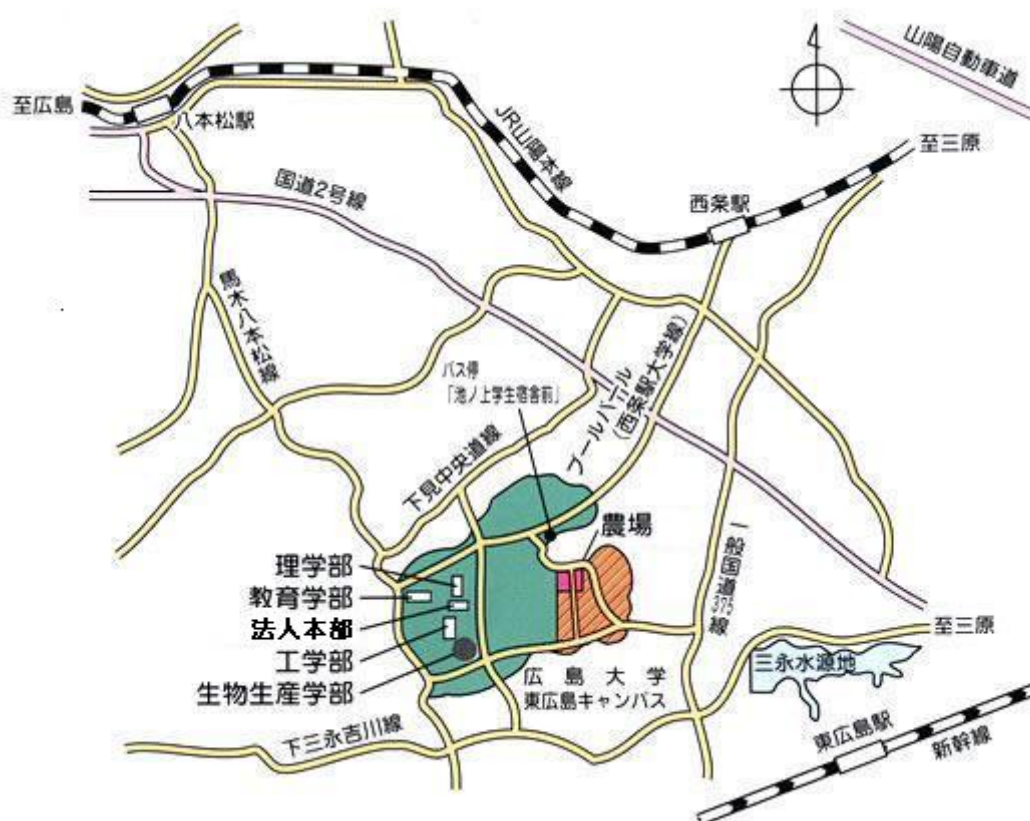 山陽自動車道
至広島
八本松駅
JR山陽本線
至三原
国道2号線
西条駅
馬木八本松線
バス停
「池ノ上学生宿舎前」
ブールバール
(西条駅大学線)
下見中央道線
農場
一般国道375線
理学部
教育学部
法人本部
工学部
生物生産学部
至三原
三永水源地
広島大学
東広島キャンパス
下三永吉川線
東広島駅
新幹線